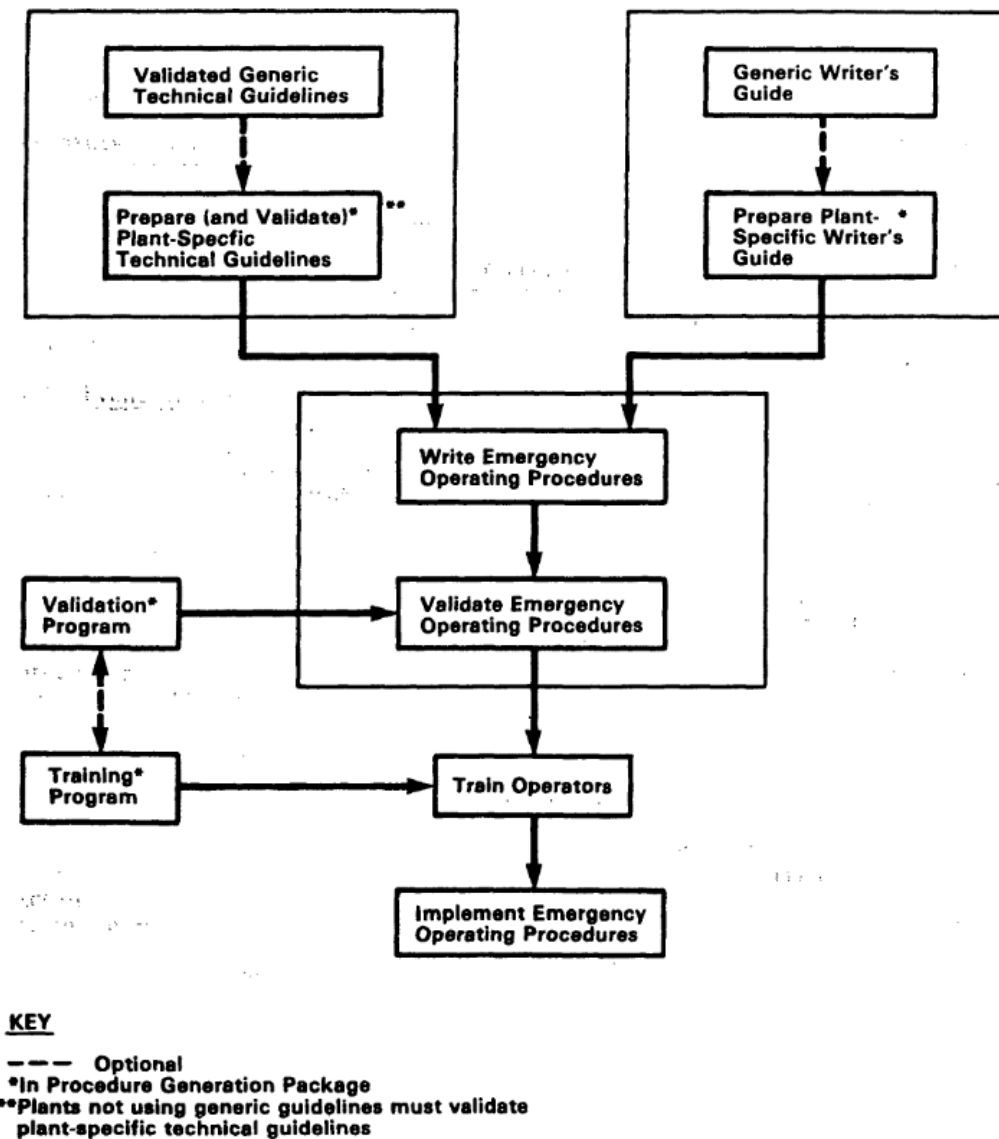 Validated Generic
Technical Guidelines
Generic Writer's
Guide
Prepare (and Validate)* **
Plant-Specfic
Technical Guidelines
Prepare Plant- *
Specific Writer's
Guide
Write Emergency
Operating Procedures
Validation*
Program
Validate Emergency
Operating Procedures
Training*
Program
Train Operators
Implement Emergency
Operating Procedures
KEY
--- Optional
*In Procedure Generation Package
**Plants not using generic guidelines must validate
plant-specific technical guidelines